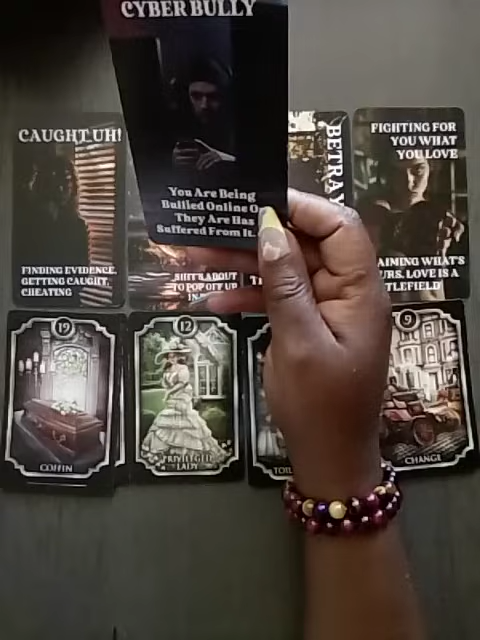 CYBER BULLY
You Are Being
Bullied Online O
They Are Has
Suffered From It.
CAUGHT UH!
FINDING EVIDENCE,
GETTING CAUGHT,
CHEATING
SHIT'S ABOUT
TO POP OFF UP
BETRAY
FIGHTING FOR
YOU WHAT
YOU LOVE
AIMING WHAT'S
URS. LOVE IS A
TLEFIELD
19
COFFIN
12
PRIVILEGED
LADY
TOIL
9
CHANGE